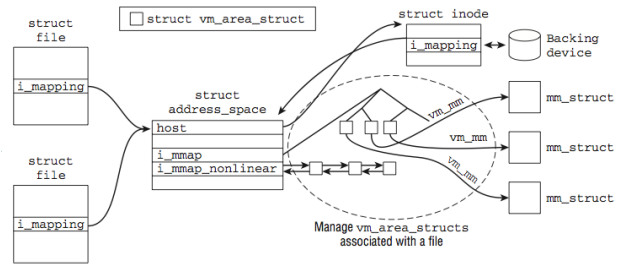 struct vm_area_struct
struct
file
i_mapping
struct
file
i_mapping
struct
address_space
host
i_mmap
i_mmap_nonlinear
struct inode
i_mapping
Backing
device
vm_mm
mm_struct
vm_mm
mm_struct
vm_mm
mm_struct
Manage vm_area_structs
associated with a file